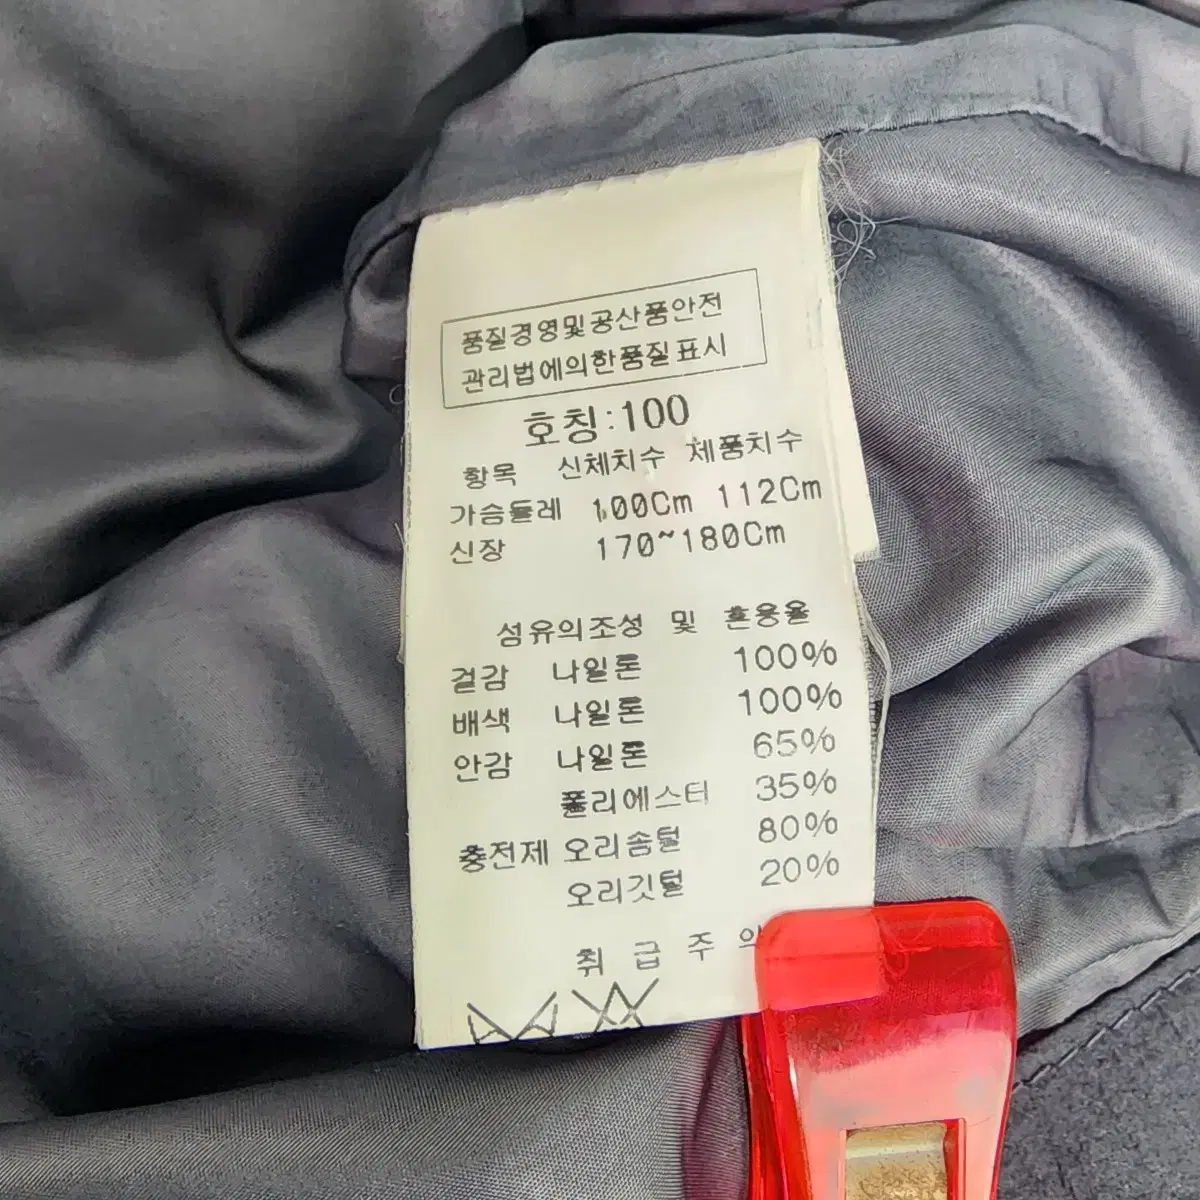 품질경영및공산품안전
관리법에의한품질표시
호칭:100
항목 신체치수 제품치수
가슴둘레 100Cm 112Cm
신장 170~180Cm
섬유의조성 및 혼용율
겉감 나일론 100%
배색 나일론 100%
안감 나일론 65%
폴리에스터 35%
충전제 오리솜털 80%
오리깃털 20%
취급주의